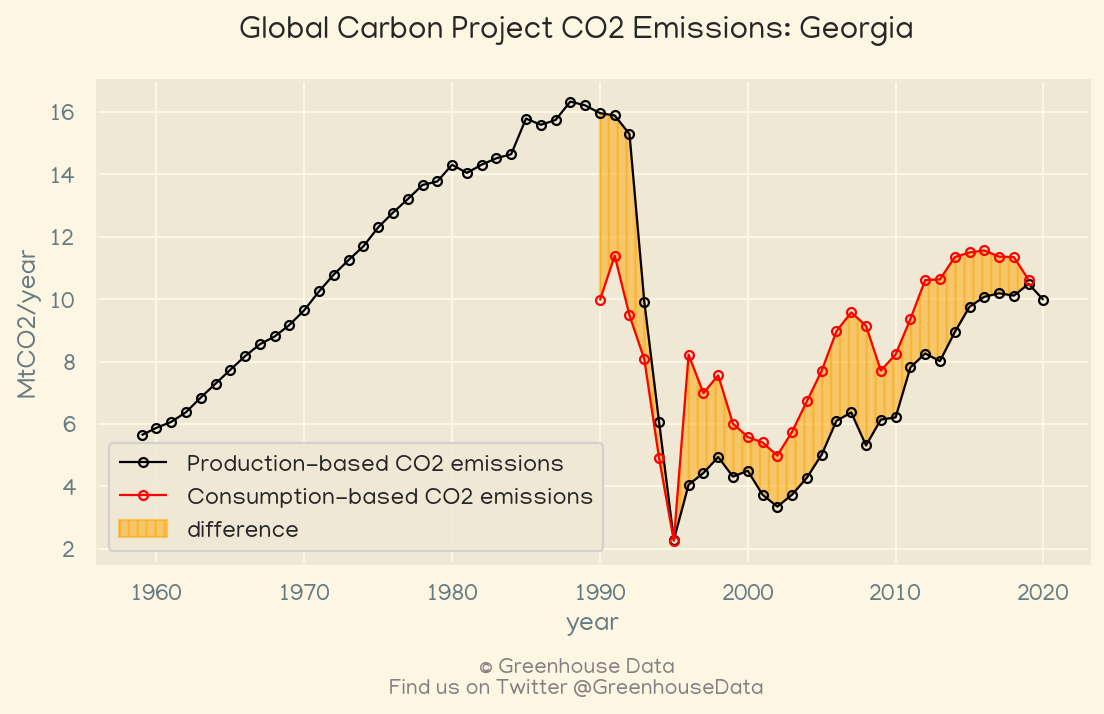 Global Carbon Project CO2 Emissions: Georgia
16
14
12
10
8
6
4
2
MtCO2/year
Production-based CO2 emissions
Consumption-based CO2 emissions
difference
1960 1970 1980 1990 2000 2010 2020
year
© Greenhouse Data
Find us on Twitter @GreenhouseData